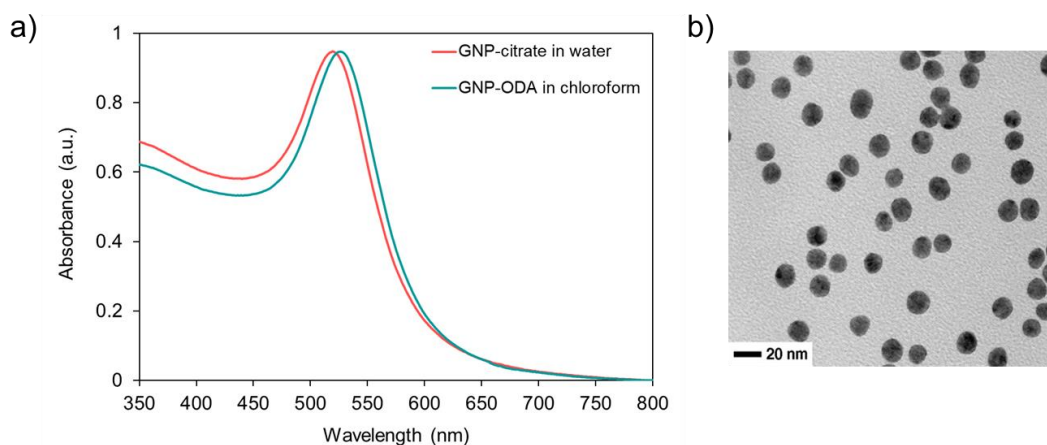 a)
b)
GNP-citrate in water
GNP-ODA in chloroform
1
0.8
0.6
0.4
0.2
0
Absorbance (a.u.)
350 400 450 500 550 600 650 700 750 800
Wavelength (nm)
20 nm